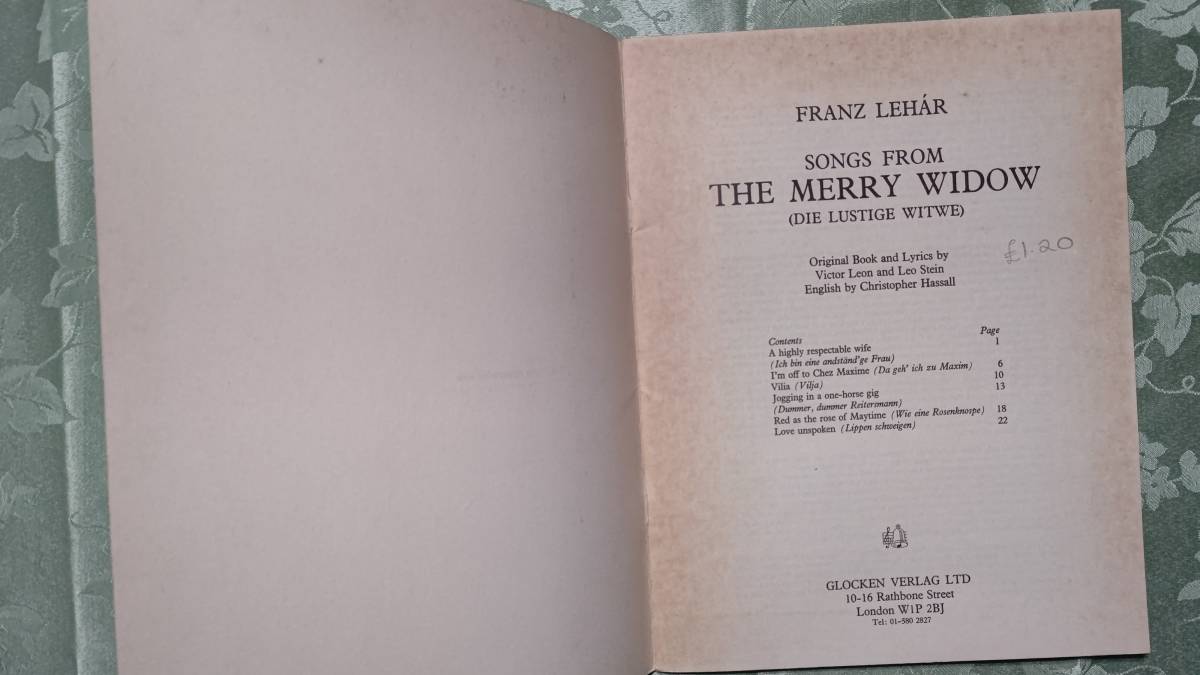 FRANZ LEHÁR
SONGS FROM
THE MERRY WIDOW
(DIE LUSTIGE WITWE)
£1.20
Original Book and Lyrics by
Victor Leon and Leo Stein
English by Christopher Hassall
Contents Page
A highly respectable wife 1
(Ich bin eine andständ'ge Frau)
I'm off to Chez Maxime (Da geh' ich zu Maxim) 6
Vilia (Vilja) 10
Jogging in a one-horse gig 13
(Dummer, dummer Reitersmann)
Red as the rose of Maytime (Wie eine Rosenknospe) 18
Love unspoken (Lippen schweigen) 22
GLOCKEN VERLAG LTD
10-16 Rathbone Street
London W1P 2BJ
Tel: 01-580 2827